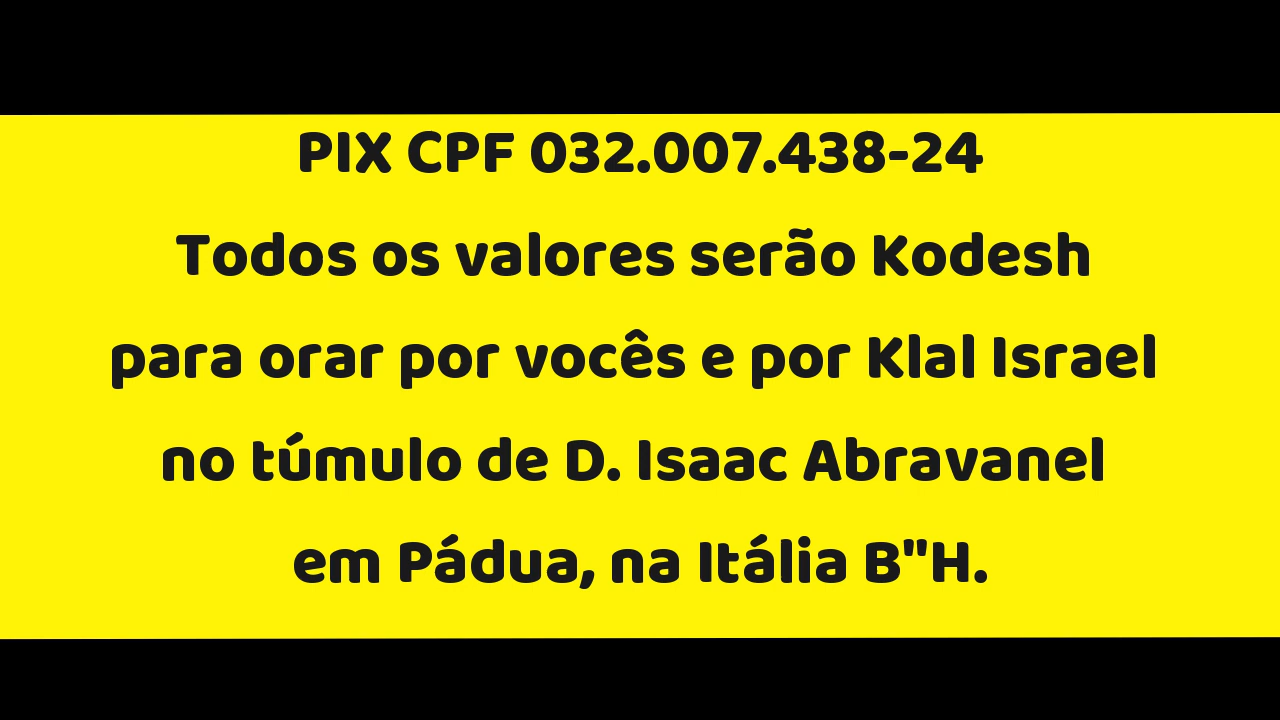 PIX CPF 032.007.438-24
Todos os valores serão Kodesh
para orar por vocês e por Klal Israel
no túmulo de D. Isaac Abravanel
em Pádua, na Itália B"H.